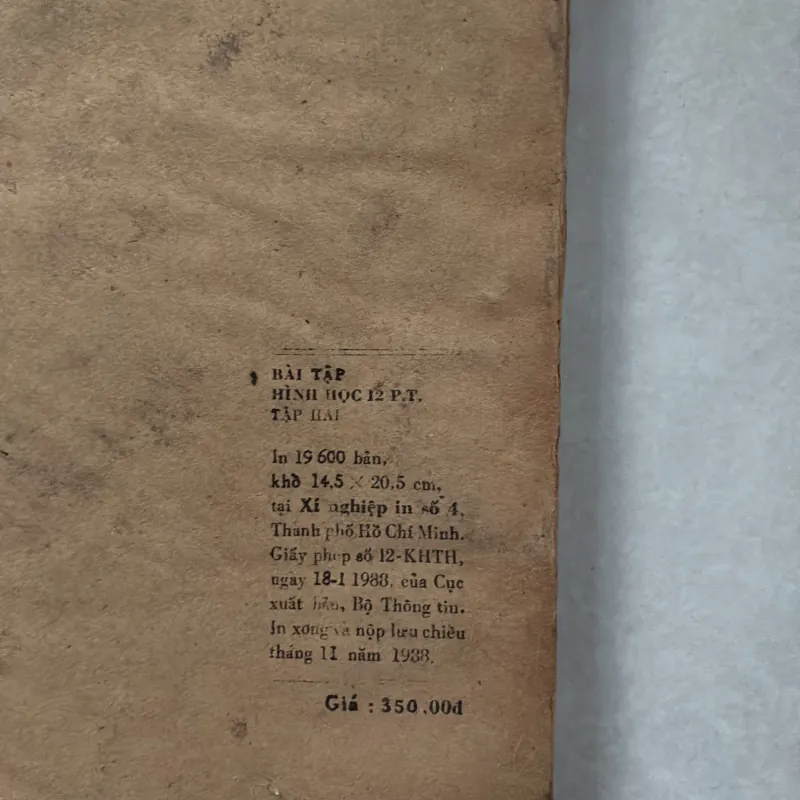 BÀI TẬP
HÌNH HỌC 12 P.T.
TẬP HAI
In 19 600 bản,
khổ 14,5 × 20,5 cm,
tại Xí nghiệp in số 4,
Thành phố Hồ Chí Minh.
Giấy phép số 12-KHTH,
ngày 18-1 1988, của Cục
xuất bản, Bộ Thông tin.
In xong và nộp lưu chiểu
tháng 11 năm 1988.
Giá : 350.00đ